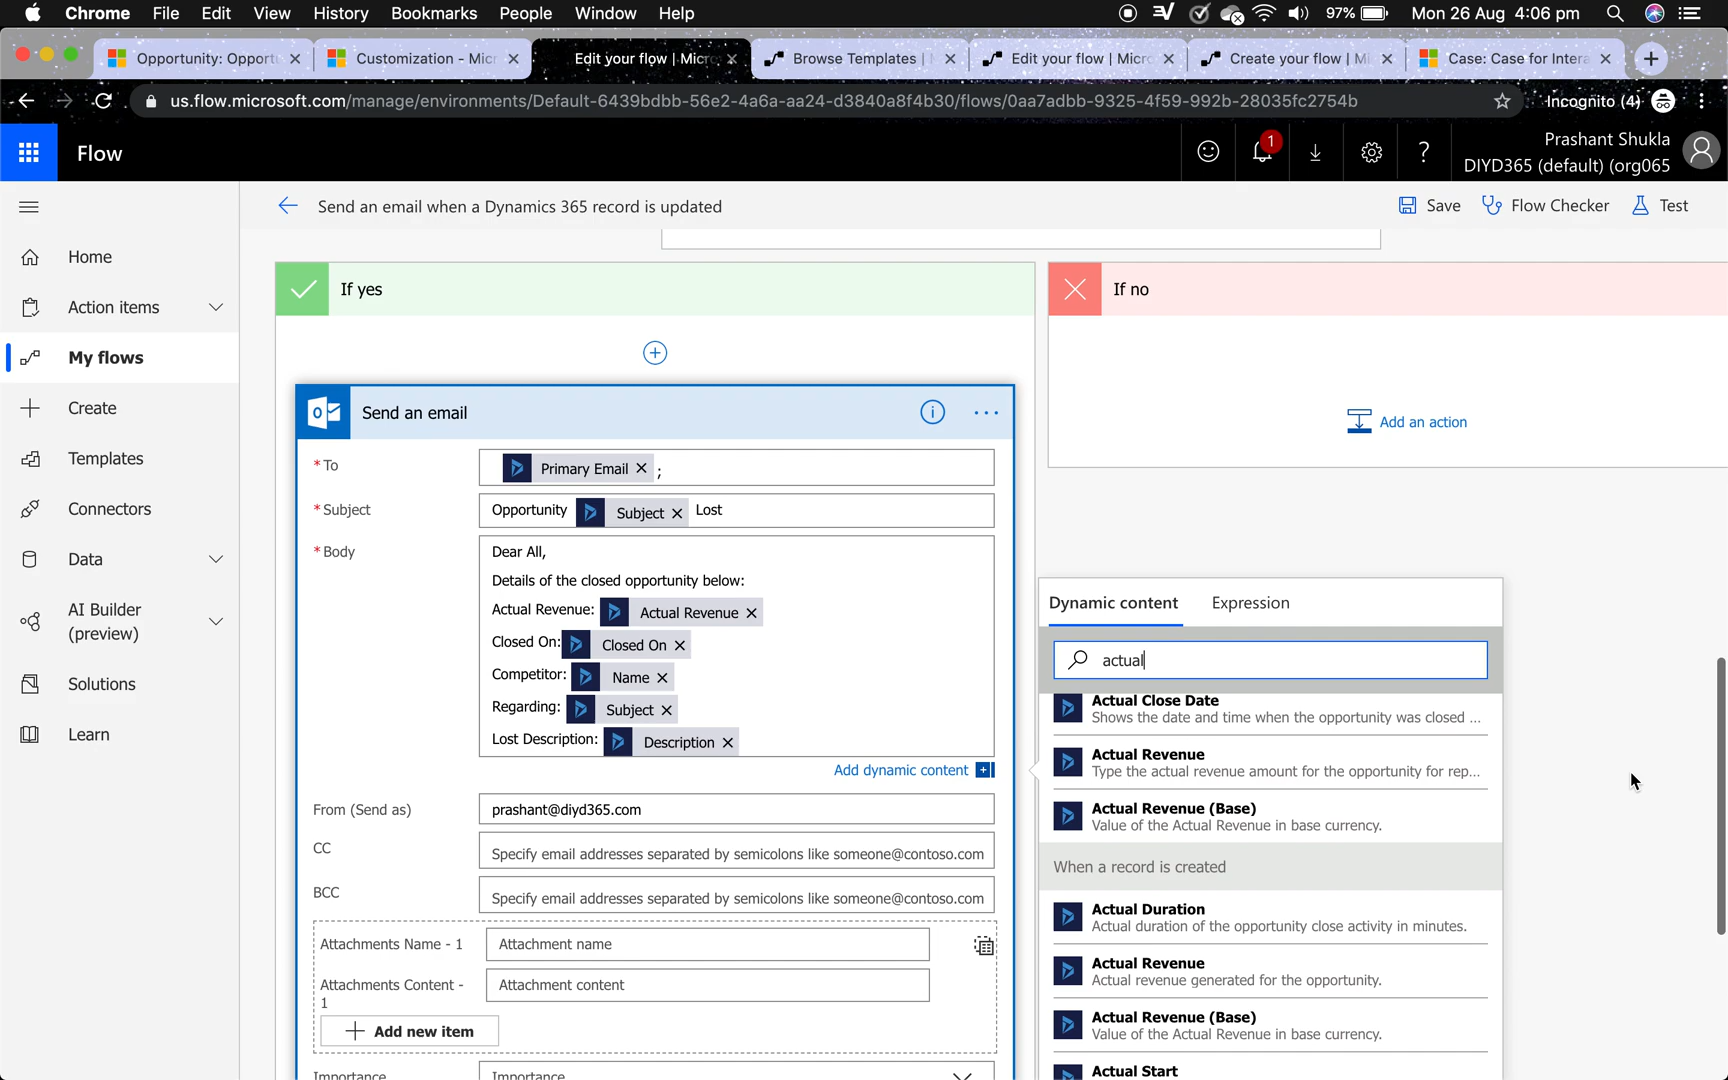 Chrome File Edit View History Bookmarks People Window Help 97% Mon 26 Aug 4:06 pm
Opportunity: Opport Customization - Micr Edit your flow | Micro Browse Templates | Edit your flow | Micro Create your flow | Mi Case: Case for Intera
us.flow.microsoft.com/manage/environments/Default-6439bdbb-56e2-4a6a-aa24-d3840a8f4b30/flows/0aa7adbb-9325-4f59-992b-28035fc2754b Incognito (4)
Flow 1 ? Prashant Shukla
DIYD365 (default) (org065
Send an email when a Dynamics 365 record is updated Save Flow Checker Test
Home
Action items
My flows
Create
Templates
Connectors
Data
AI Builder
(preview)
Solutions
Learn
If yes
If no
Add an action
Send an email
* To Primary Email ;
* Subject Opportunity Subject Lost
* Body Dear All,
Details of the closed opportunity below:
Actual Revenue: Actual Revenue
Closed On: Closed On
Competitor: Name
Regarding: Subject
Lost Description: Description
Add dynamic content
From (Send as) prashant@diyd365.com
CC Specify email addresses separated by semicolons like someone@contoso.com
BCC Specify email addresses separated by semicolons like someone@contoso.com
Attachments Name - 1 Attachment name
Attachments Content - Attachment content
1
Add new item
Importance Importance
Dynamic content Expression
actual
Actual Close Date
Shows the date and time when the opportunity was closed ...
Actual Revenue
Type the actual revenue amount for the opportunity for rep...
Actual Revenue (Base)
Value of the Actual Revenue in base currency.
When a record is created
Actual Duration
Actual duration of the opportunity close activity in minutes.
Actual Revenue
Actual revenue generated for the opportunity.
Actual Revenue (Base)
Value of the Actual Revenue in base currency.
Actual Start